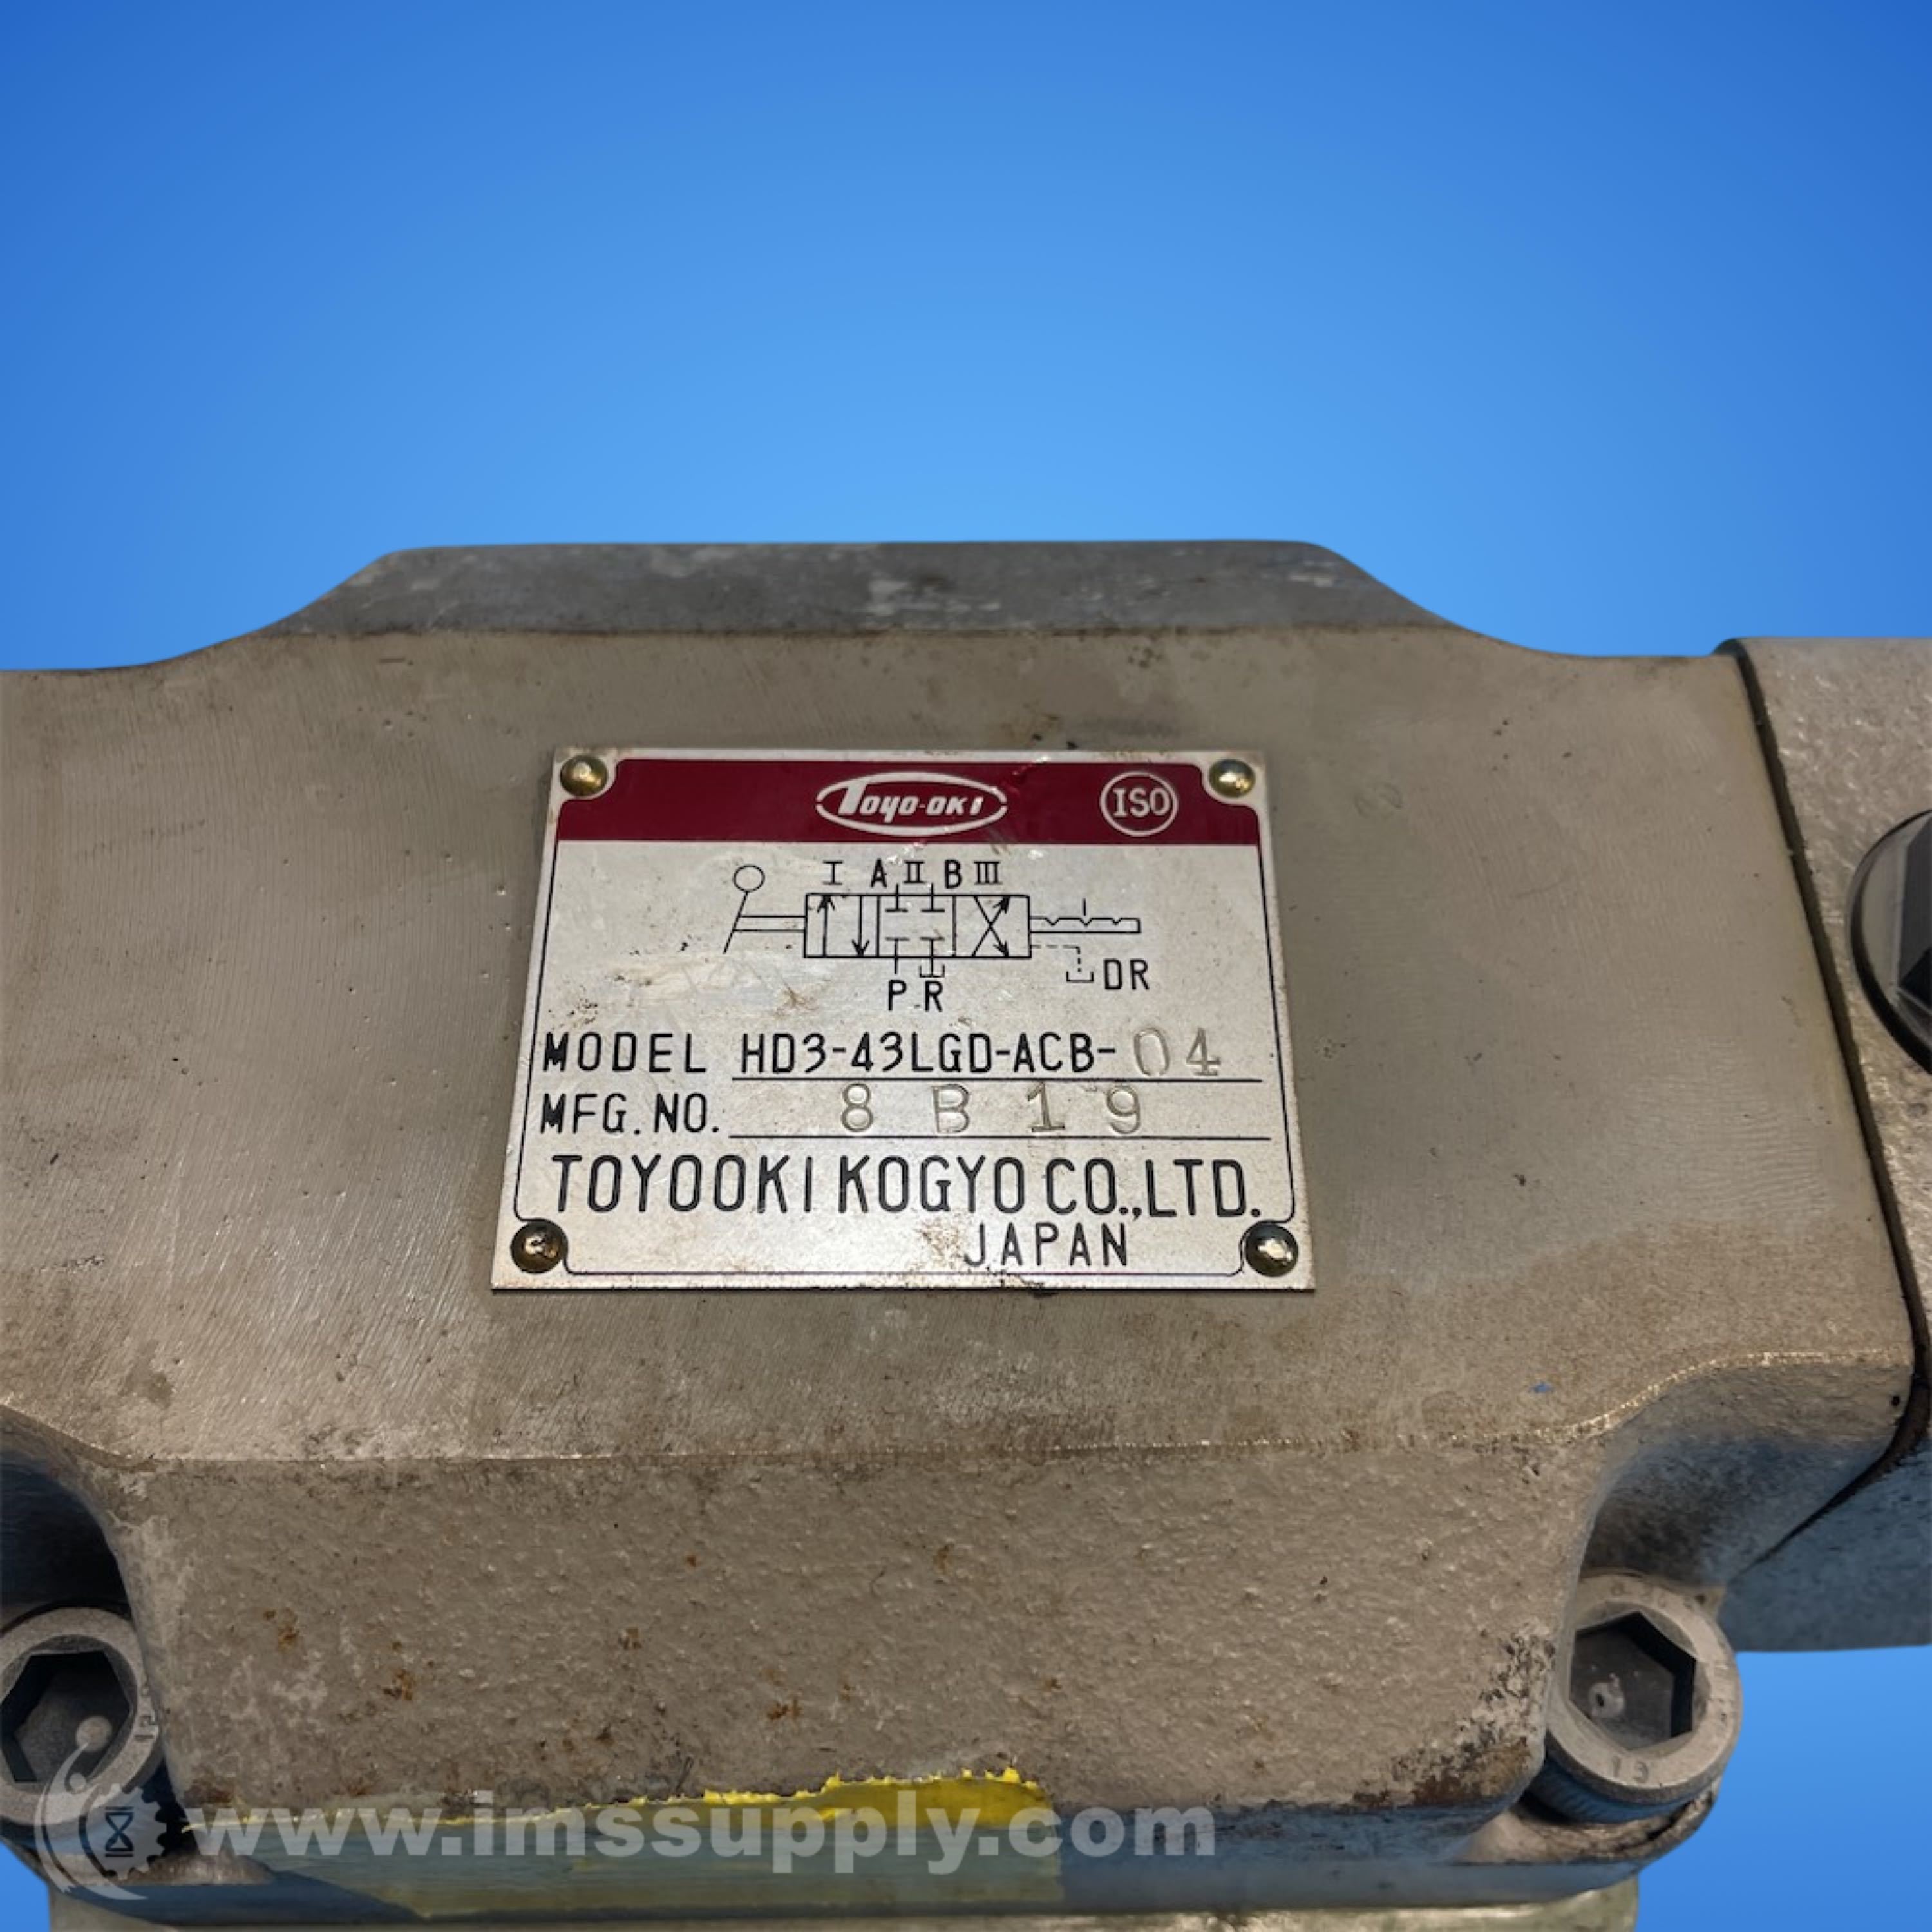 TOYO-OKI ISO
I A II B III
DR
P R
MODEL HD3-43LGD-ACB-04
MFG. NO. 8 B 1 9
TOYOOKI KOGYO CO.,LTD.
JAPAN
www.imssupply.com